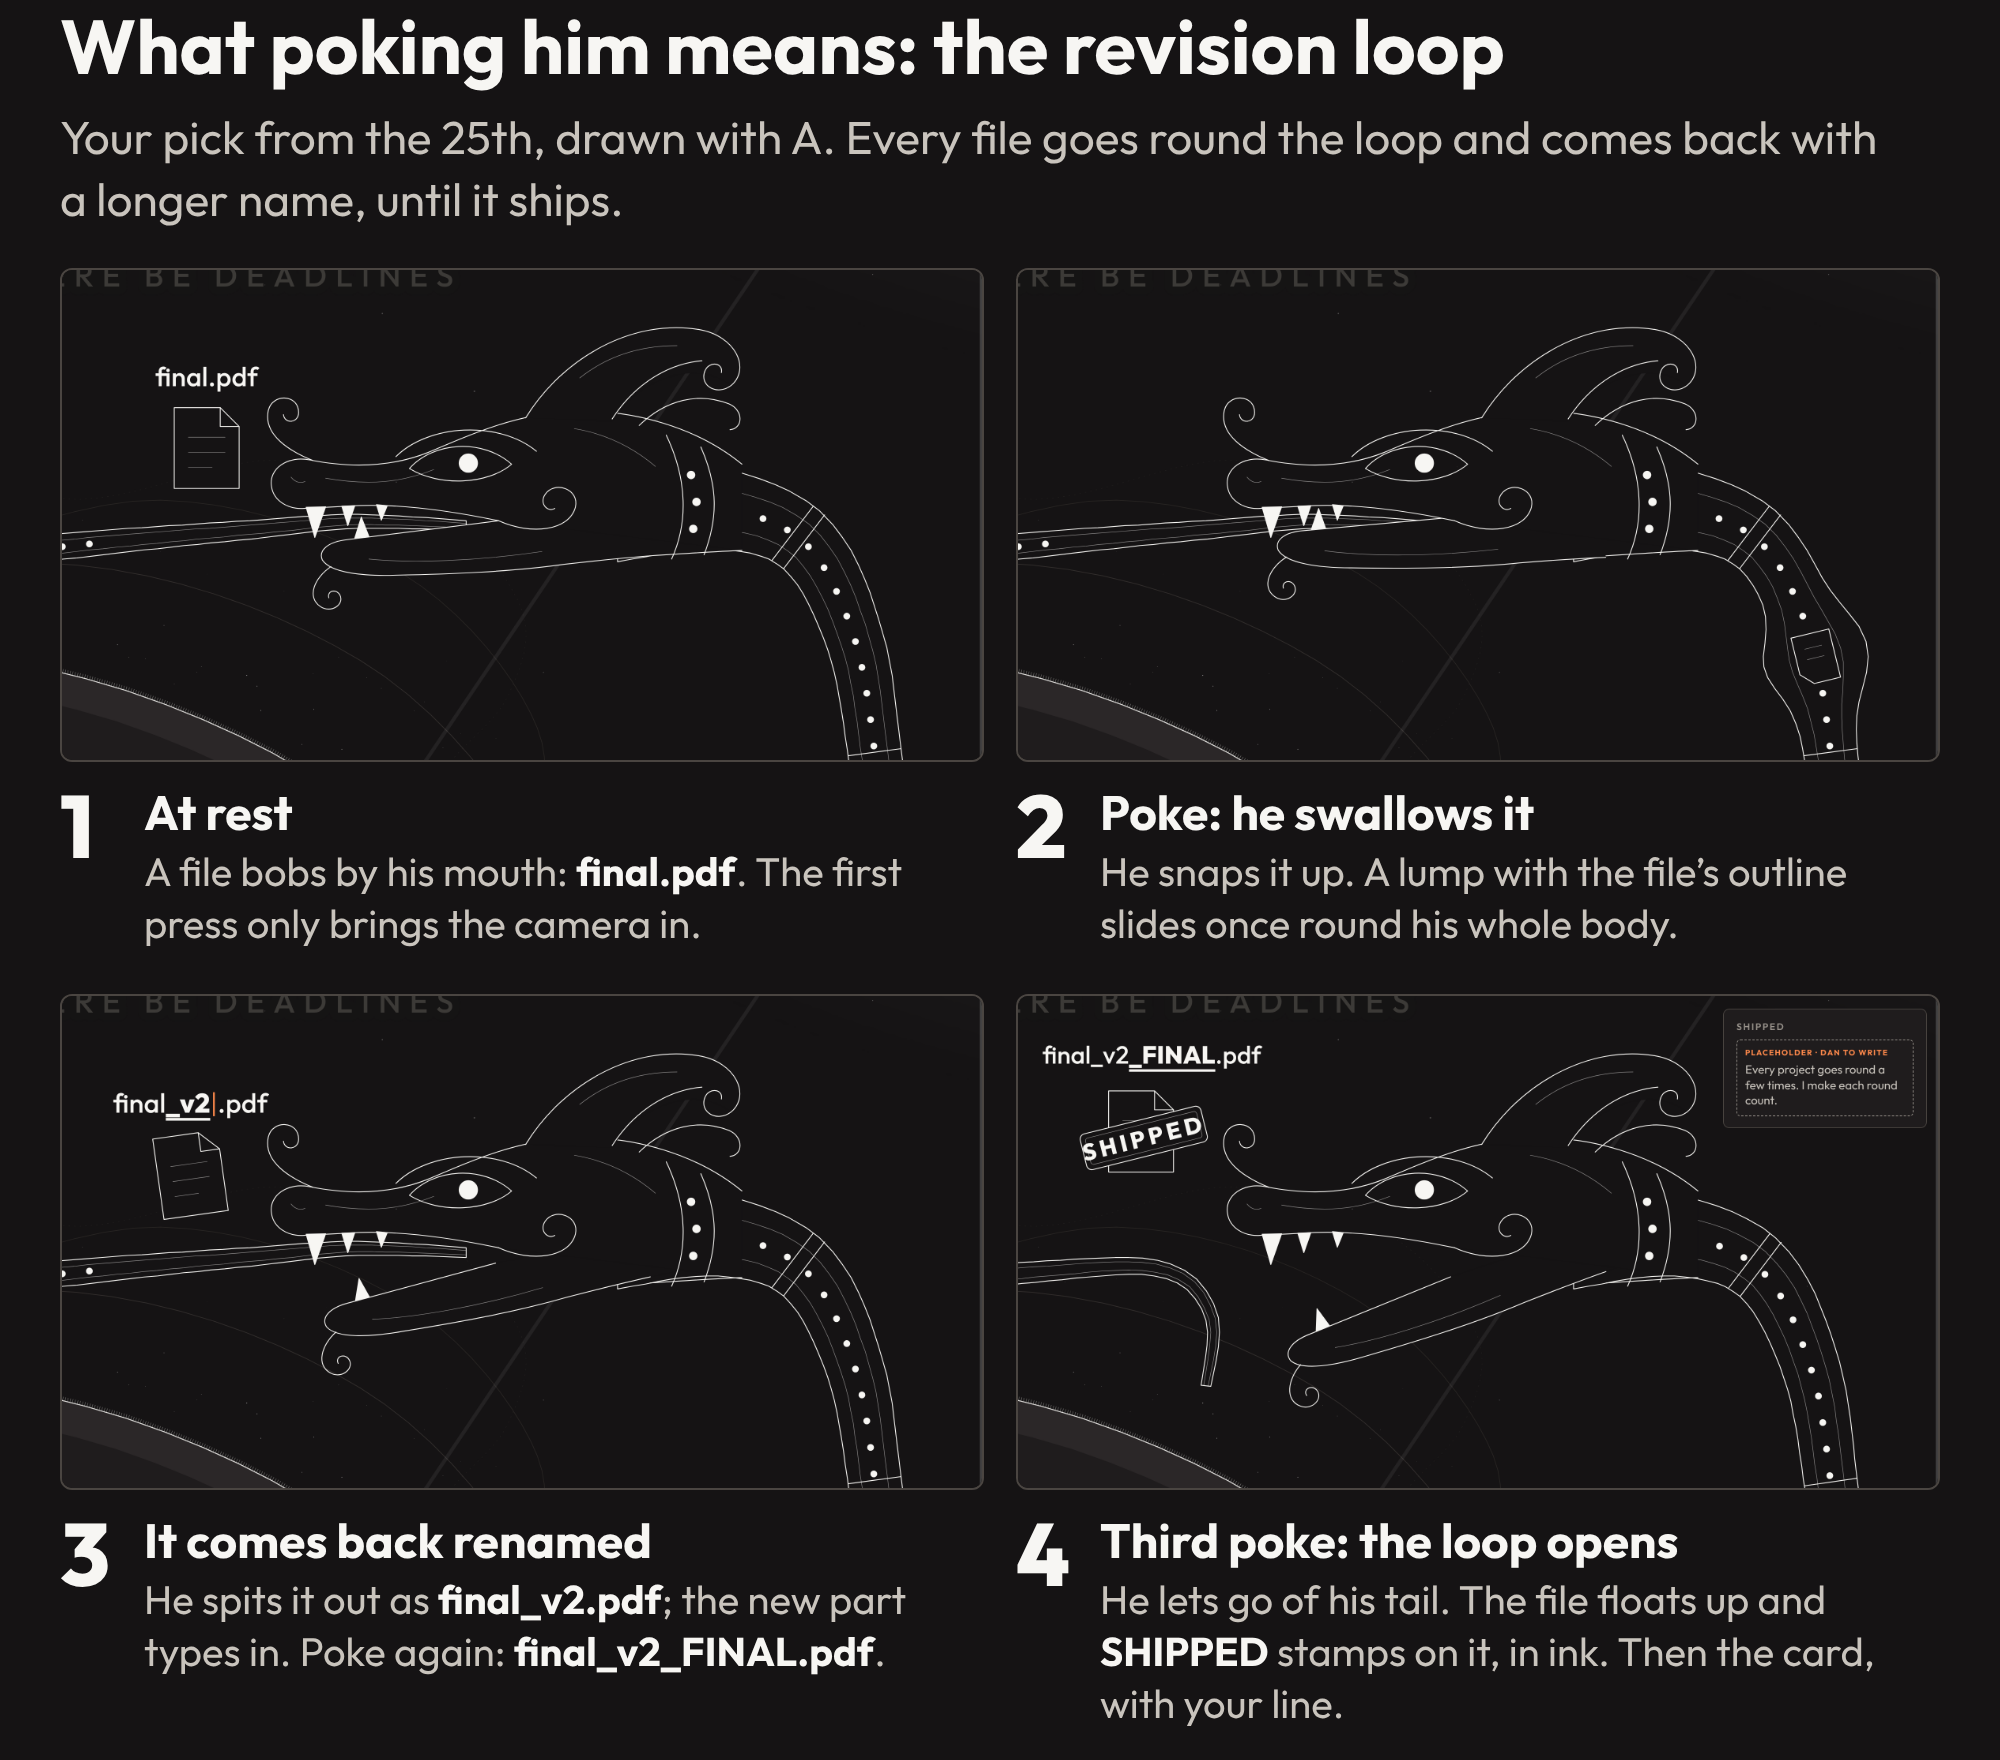 What poking him means: the revision loop
Your pick from the 25th, drawn with A. Every file goes round the loop and comes back with
a longer name, until it ships.
RE BE DEADLINES
final.pdf
RE BE DEADLINES
1
At rest
A file bobs by his mouth: final.pdf. The first
press only brings the camera in.
2
Poke: he swallows it
He snaps it up. A lump with the file’s outline
slides once round his whole body.
RE BE DEADLINES
final_v2|.pdf
RE BE DEADLINES
final_v2_FINAL.pdf
SHIPPED
SHIPPED
PLACEHOLDER · DAN TO WRITE
Every project goes round a
few times. I make each round
count.
3
It comes back renamed
He spits it out as final_v2.pdf; the new part
types in. Poke again: final_v2_FINAL.pdf.
4
Third poke: the loop opens
He lets go of his tail. The file floats up and
SHIPPED stamps on it, in ink. Then the card,
with your line.